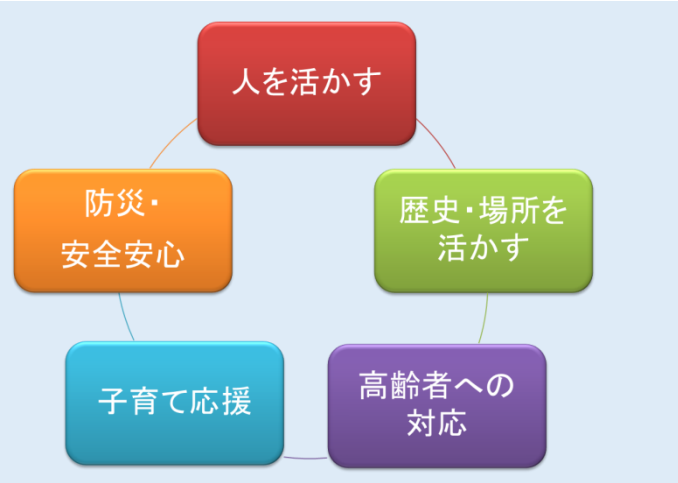 人を活かす
歴史・場所を
活かす
高齢者への
対応
子育て応援
防災・
安全安心